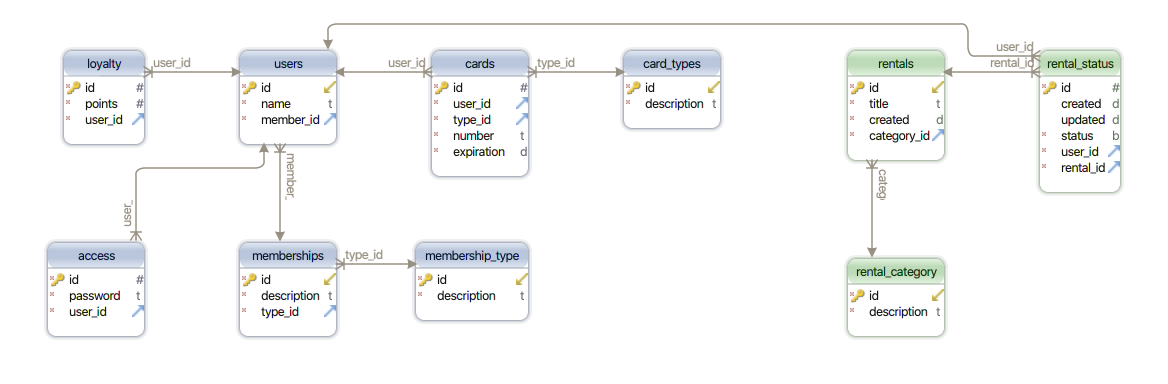 user_id
loyalty
id #
points #
user_id
user_id
users
id
name t
member_id
user_id
cards
id #
user_id
type_id
number t
expiration d
type_id
card_types
id
description t
rentals
id
title t
created d
category_id
rental_id
rental_status
id #
created d
updated d
status b
user_id
rental_id
user_
member_
categ
access
id #
password t
user_id
memberships
id
description t
type_id
type_id
membership_type
id
description t
rental_category
id
description t